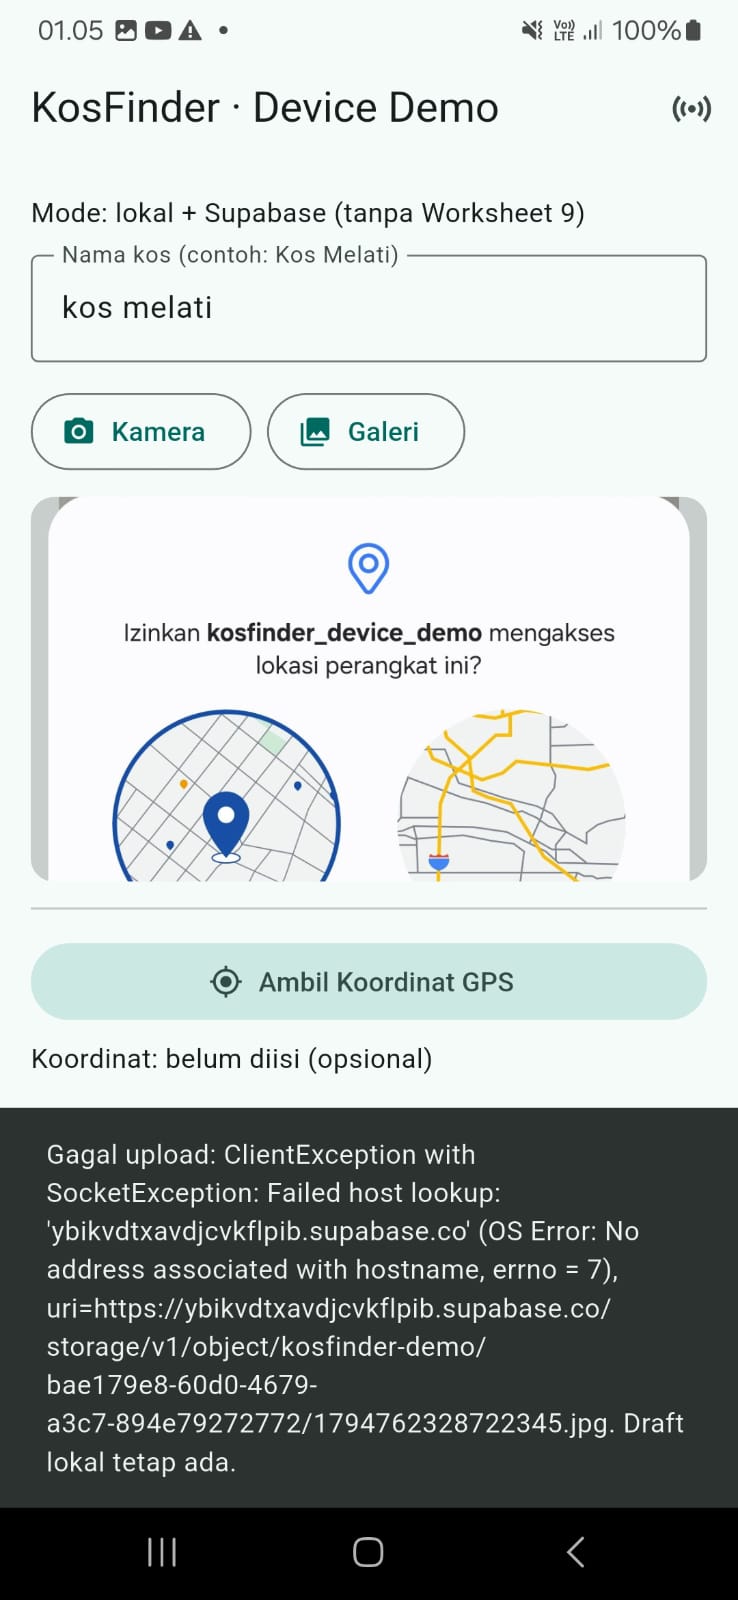 01.05
Vo))
LTE
100%
KosFinder · Device Demo
Mode: lokal + Supabase (tanpa Worksheet 9)
Nama kos (contoh: Kos Melati)
kos melati
Kamera
Galeri
Izinkan kosfinder_device_demo mengakses
lokasi perangkat ini?
Ambil Koordinat GPS
Koordinat: belum diisi (opsional)
Gagal upload: ClientException with
SocketException: Failed host lookup:
'ybikvdtxavdjcvkflpib.supabase.co' (OS Error: No
address associated with hostname, errno = 7),
uri=https://ybikvdtxavdjcvkflpib.supabase.co/
storage/v1/object/kosfinder-demo/
bae179e8-60d0-4679-
a3c7-894e79272772/1794762328722345.jpg. Draft
lokal tetap ada.